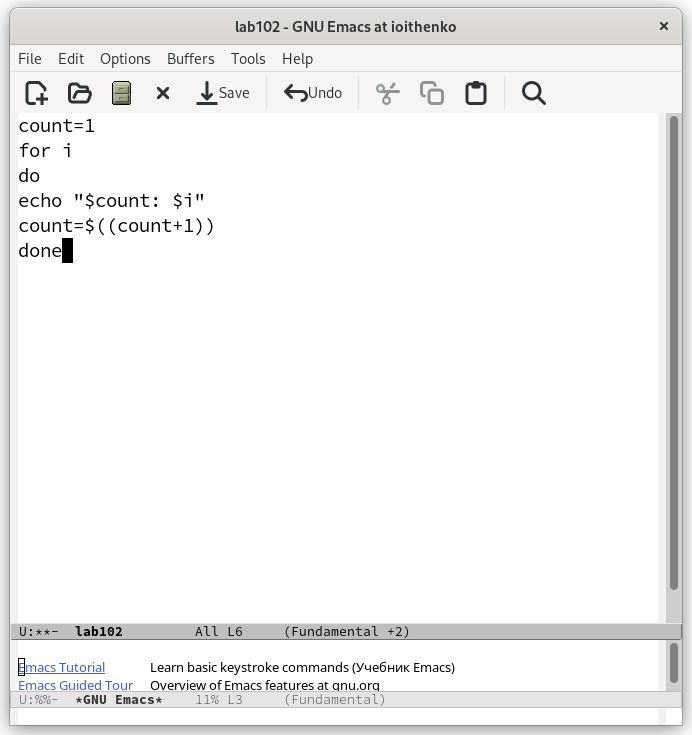 lab102 - GNU Emacs at ioithenko
File Edit Options Buffers Tools Help
Save Undo
count=1
for i
do
echo "$count: $i"
count=$((count+1))
done
U:**- lab102 All L6 (Fundamental +2)
Emacs Tutorial Learn basic keystroke commands (Учебник Emacs)
Emacs Guided Tour Overview of Emacs features at gnu.org
U:%%- *GNU Emacs* 11% L3 (Fundamental)